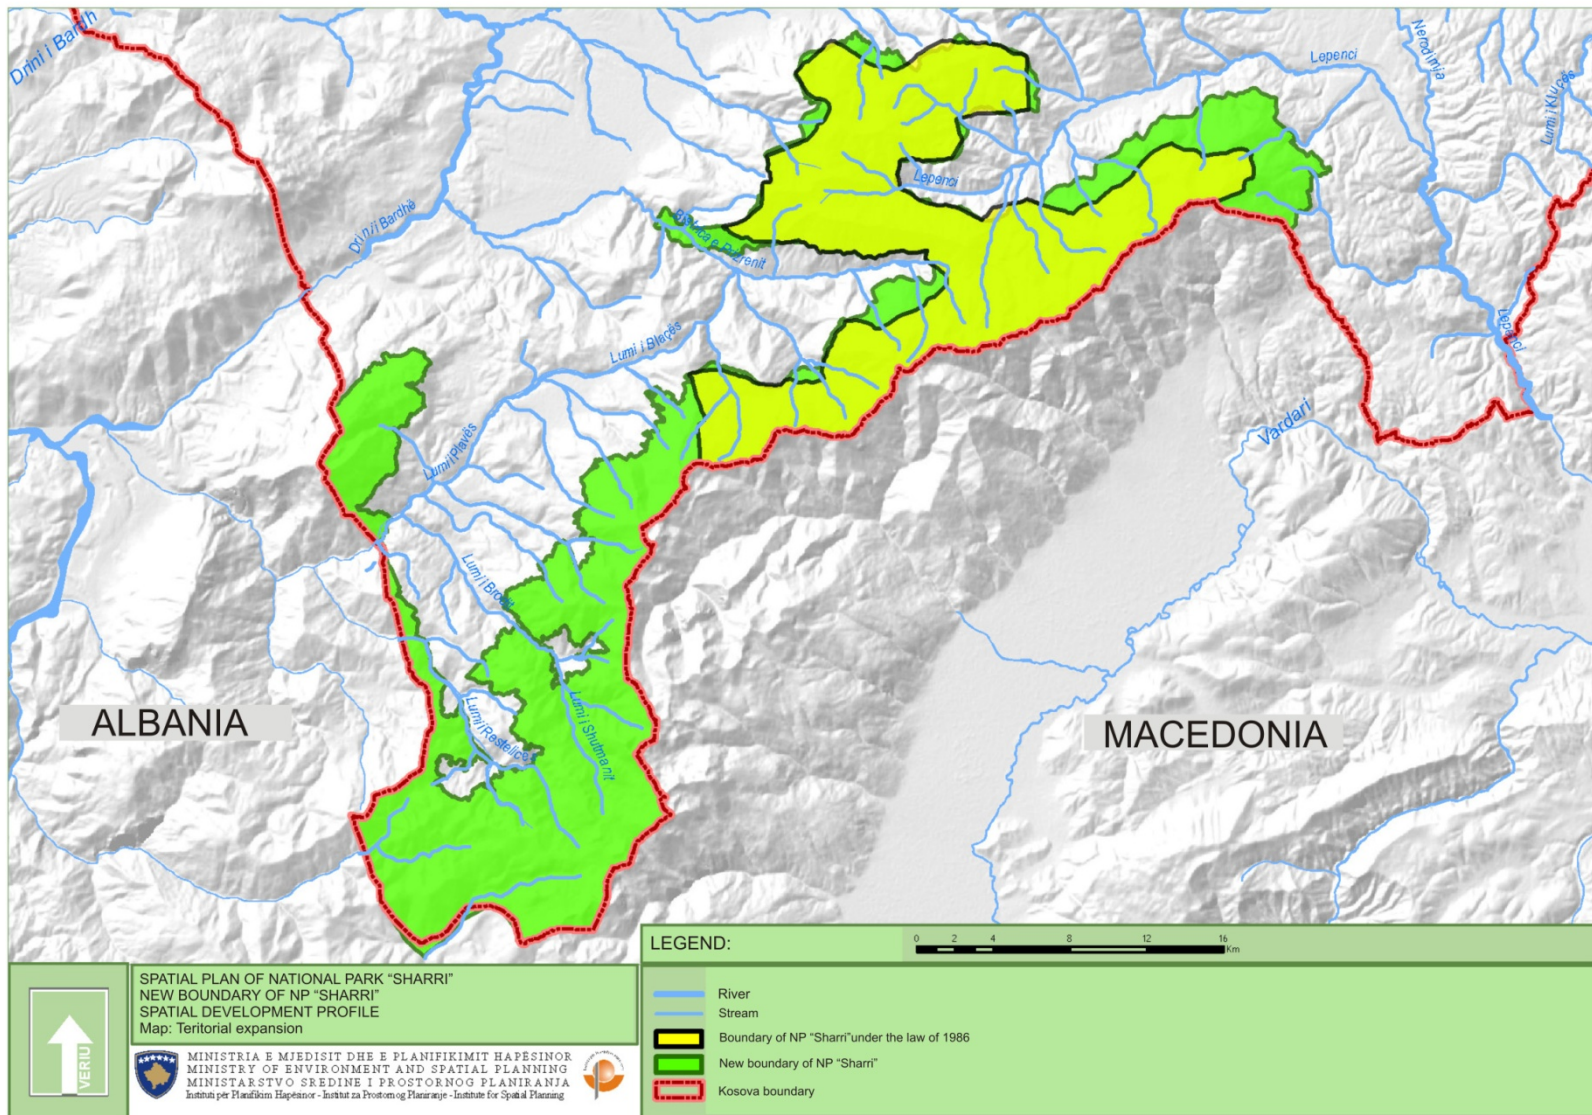 Drini i Bardh
Nerodimja
Lepenci
Lumi i Kluçës
Lepenci
Drini i Bardhë
Lumi i Blaçës
Lepenci
Vardari
Lumi i Plavës
Lumi i Brodit
Lumi i Restelicës
Lumi i Shutmanit
ALBANIA
MACEDONIA
LEGEND:
0 2 4 8 12 16
Km
SPATIAL PLAN OF NATIONAL PARK “SHARRI”
NEW BOUNDARY OF NP “SHARRI”
SPATIAL DEVELOPMENT PROFILE
Map: Teritorial expansion
VERIU
MINISTRIA E MJEDISIT DHE E PLANIFIKIMIT HAPËSINOR
MINISTRY OF ENVIRONMENT AND SPATIAL PLANNING
MINISTARSTVO SREDINE I PROSTORNOG PLANIRANJA
Instituti për Planifikim Hapësinor - Institut za Prostorno Planiranje - Institute for Spatial Planning
River
Stream
Boundary of NP “Sharri”under the law of 1986
New boundary of NP “Sharri”
Kosova boundary